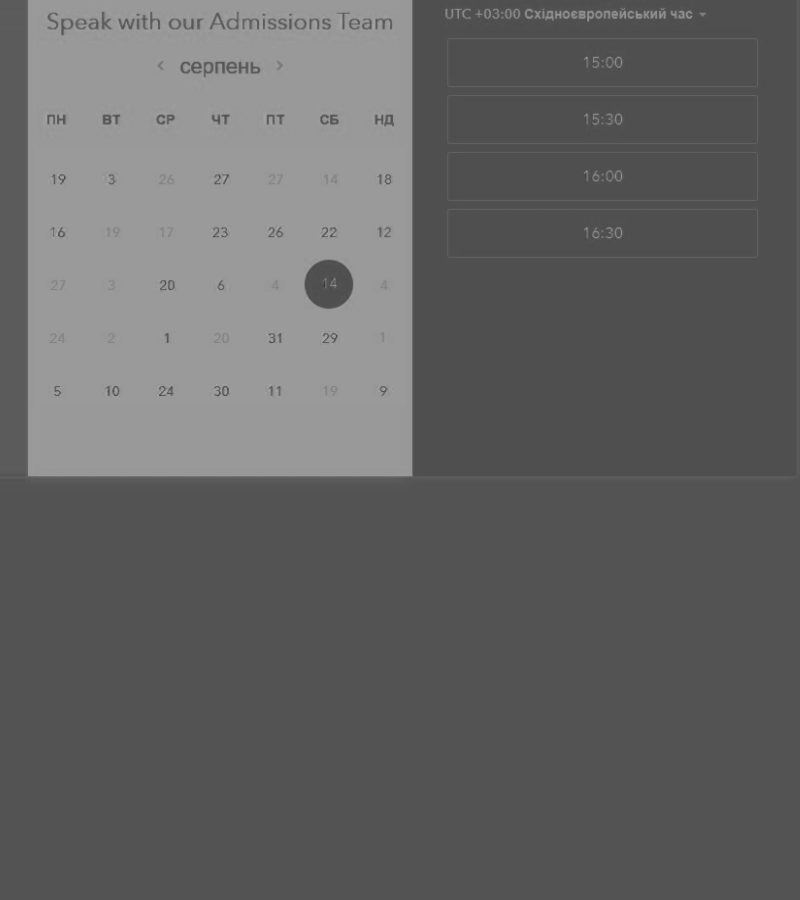 Speak with our Admissions Team
‹ серпень ›
ПН ВТ СР ЧТ ПТ СБ НД
19 3 26 27 27 14 18
16 19 17 23 26 22 12
27 3 20 6 4 14 4
24 2 1 20 31 29 1
5 10 24 30 11 19 9
UTC +03:00 Східноєвропейський час
15:00
15:30
16:00
16:30